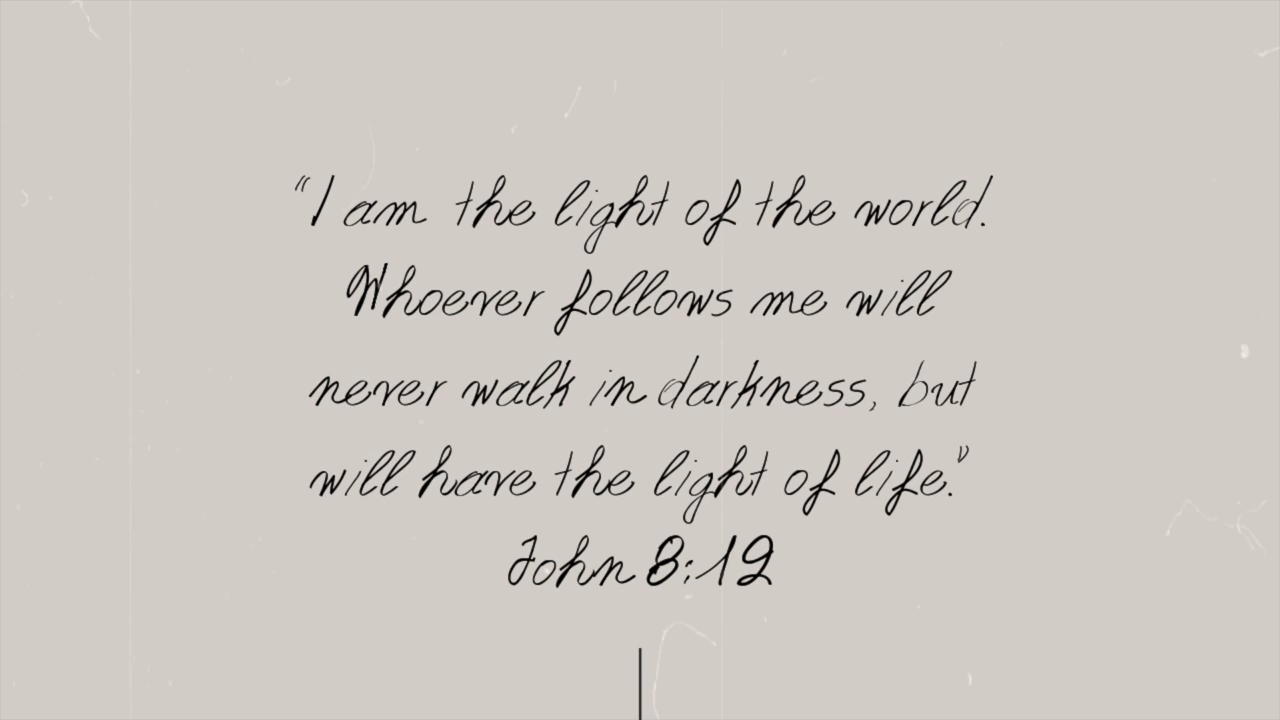 “I am the light of the world.
Whoever follows me will
never walk in darkness, but
will have the light of life.”
John 8:12